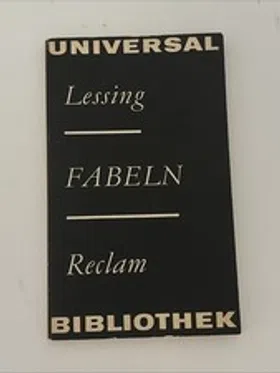 UNIVERSAL
Lessing
FABELN
Reclam
BIBLIOTHEK